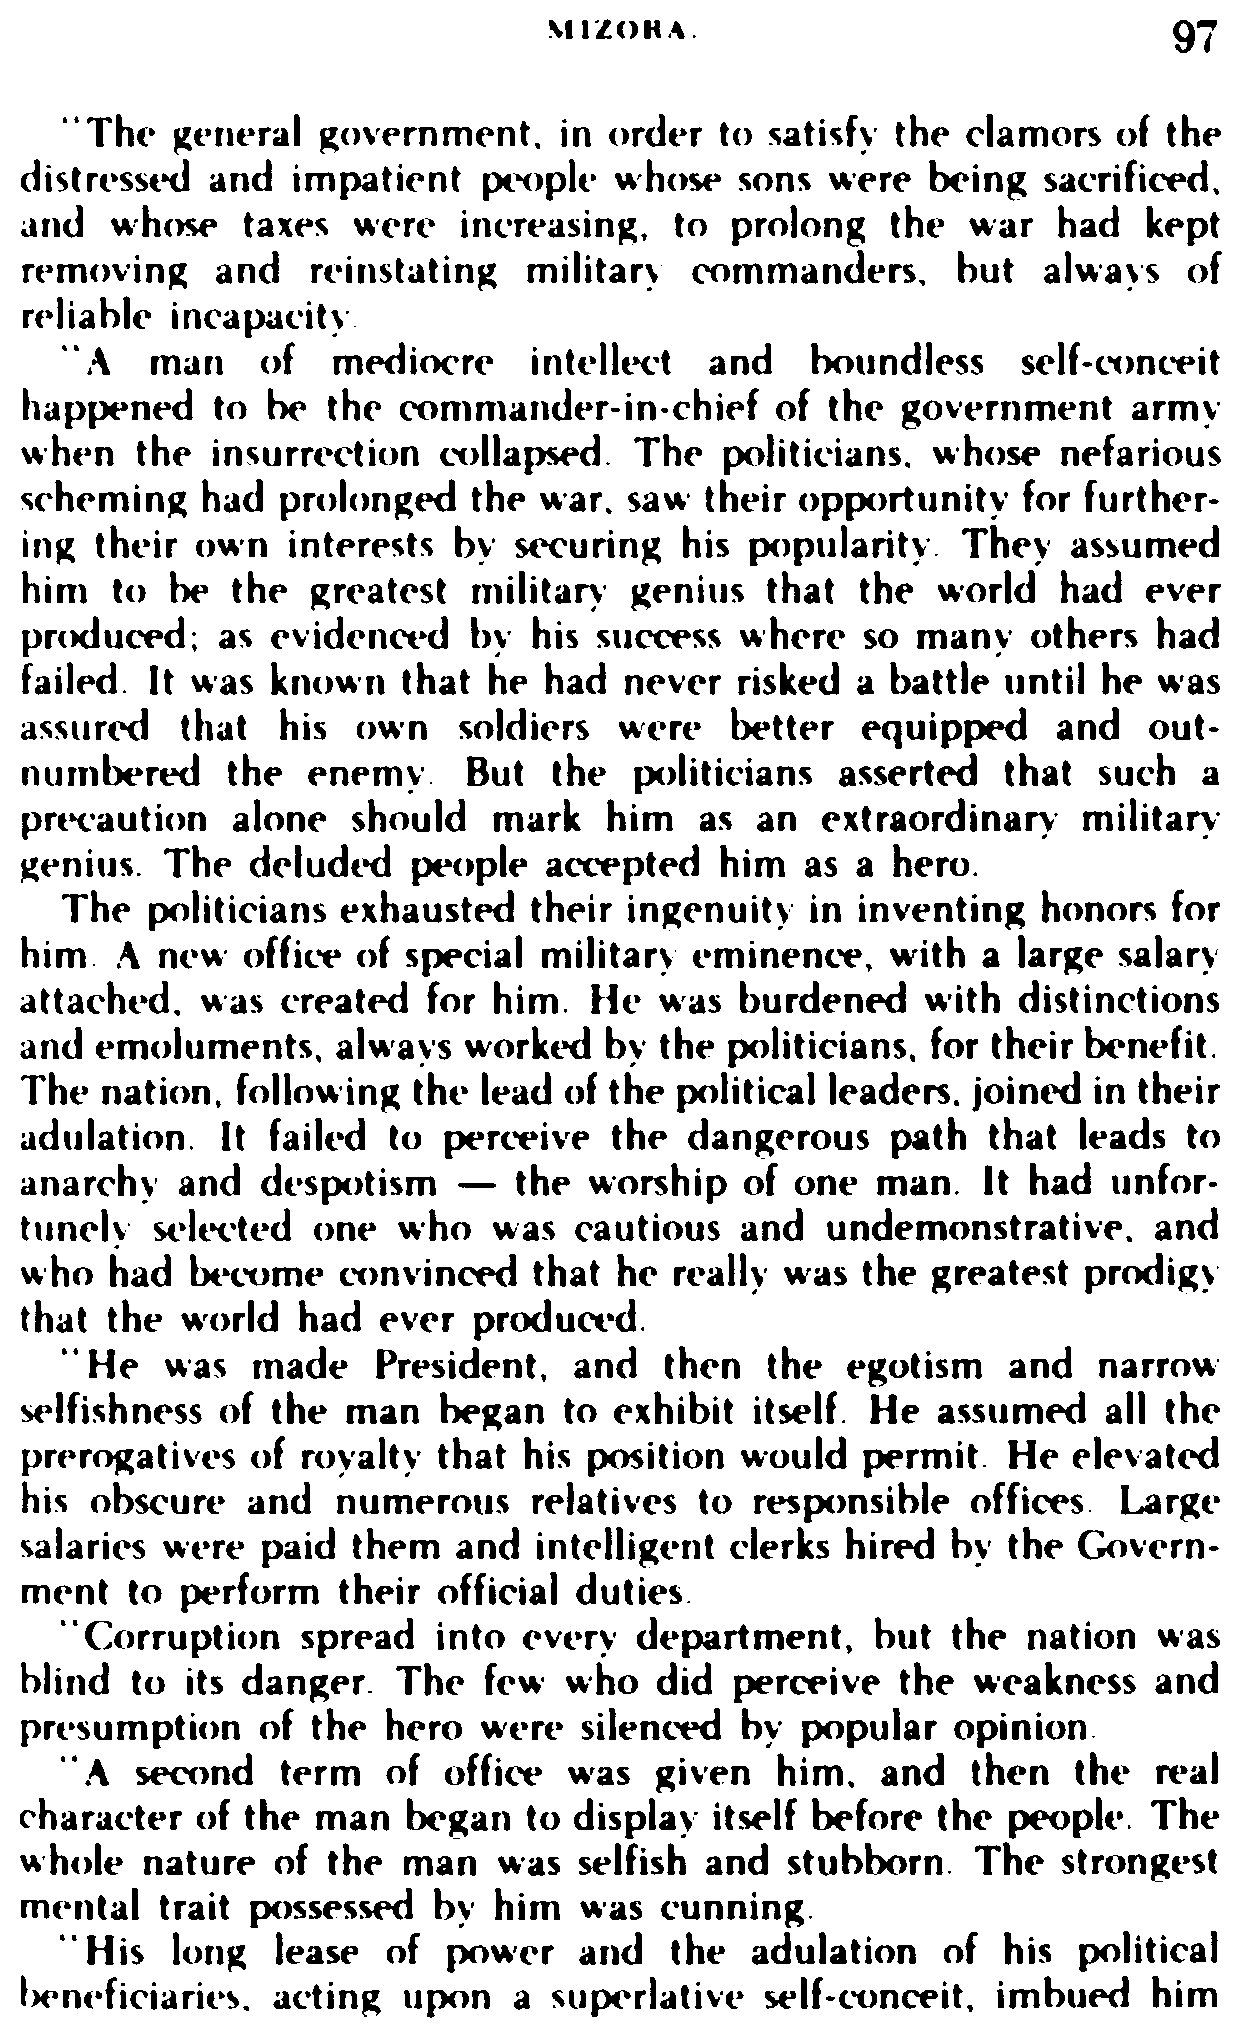 MIZORA.
97
"The general government, in order to satisfy the clamors of the
distressed and impatient people whose sons were being sacrificed,
and whose taxes were increasing, to prolong the war had kept
removing and reinstating military commanders, but always of
reliable incapacity.
"A man of mediocre intellect and boundless self-conceit
happened to be the commander-in-chief of the government army
when the insurrection collapsed. The politicians, whose nefarious
scheming had prolonged the war, saw their opportunity for further-
ing their own interests by securing his popularity. They assumed
him to be the greatest military genius that the world had ever
produced; as evidenced by his success where so many others had
failed. It was known that he had never risked a battle until he was
assured that his own soldiers were better equipped and out-
numbered the enemy. But the politicians asserted that such a
precaution alone should mark him as an extraordinary military
genius. The deluded people accepted him as a hero.
The politicians exhausted their ingenuity in inventing honors for
him. A new office of special military eminence, with a large salary
attached, was created for him. He was burdened with distinctions
and emoluments, always worked by the politicians, for their benefit.
The nation, following the lead of the political leaders, joined in their
adulation. It failed to perceive the dangerous path that leads to
anarchy and despotism — the worship of one man. It had unfor-
tunely selected one who was cautious and undemonstrative, and
who had become convinced that he really was the greatest prodigy
that the world had ever produced.
"He was made President, and then the egotism and narrow
selfishness of the man began to exhibit itself. He assumed all the
prerogatives of royalty that his position would permit. He elevated
his obscure and numerous relatives to responsible offices. Large
salaries were paid them and intelligent clerks hired by the Govern-
ment to perform their official duties.
"Corruption spread into every department, but the nation was
blind to its danger. The few who did perceive the weakness and
presumption of the hero were silenced by popular opinion.
"A second term of office was given him, and then the real
character of the man began to display itself before the people. The
whole nature of the man was selfish and stubborn. The strongest
mental trait possessed by him was cunning.
"His long lease of power and the adulation of his political
beneficiaries, acting upon a superlative self-conceit, imbued him